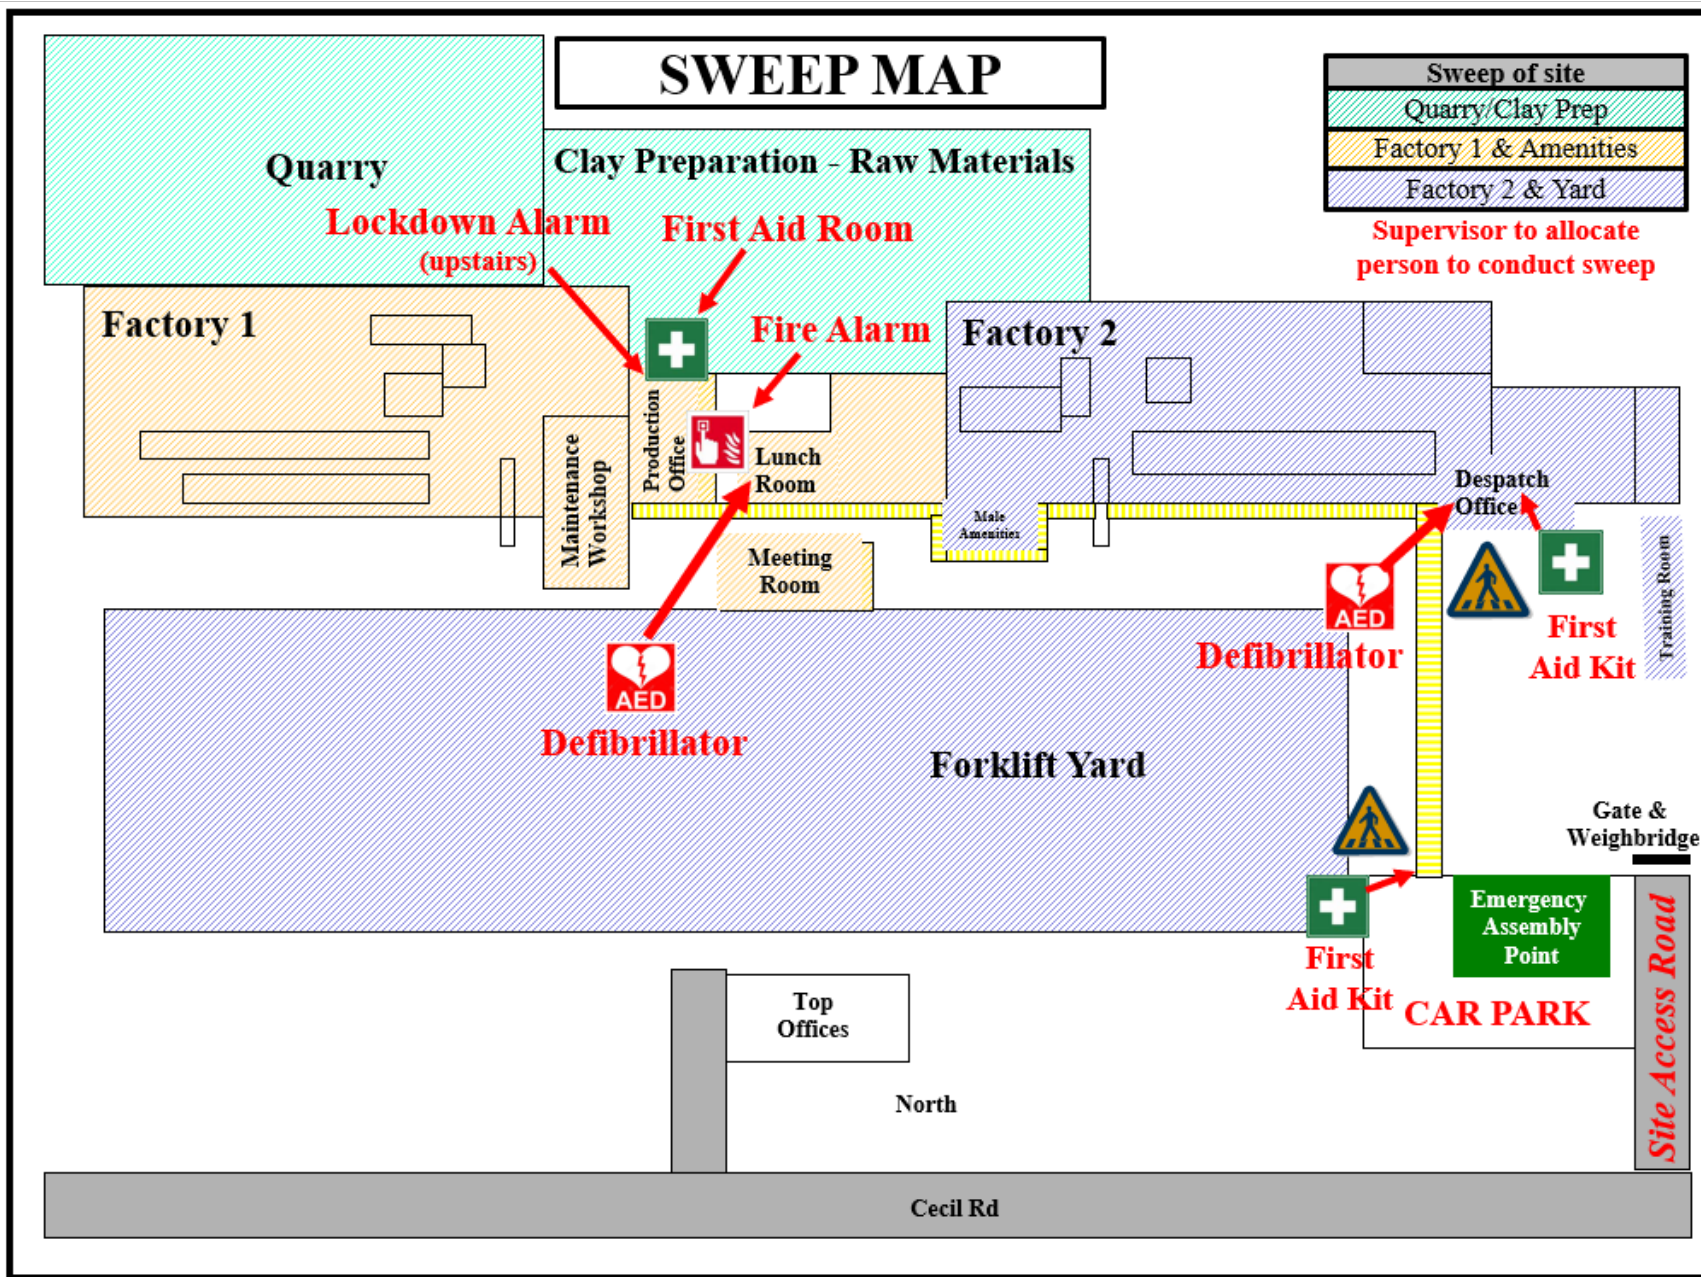 SWEEP MAP
Sweep of site
Quarry/Clay Prep
Factory 1 & Amenities
Factory 2 & Yard
Supervisor to allocate
person to conduct sweep
Quarry
Clay Preparation - Raw Materials
Lockdown Alarm
(upstairs)
First Aid Room
Fire Alarm
Factory 1
Factory 2
Maintenance
Workshop
Production
Office
Lunch
Room
Male
Amenities
Meeting
Room
Despatch
Office
Training Room
AED
Defibrillator
AED
Defibrillator
First
Aid Kit
Forklift Yard
Gate &
Weighbridge
First
Aid Kit
Emergency
Assembly
Point
CAR PARK
Site Access Road
Top
Offices
North
Cecil Rd